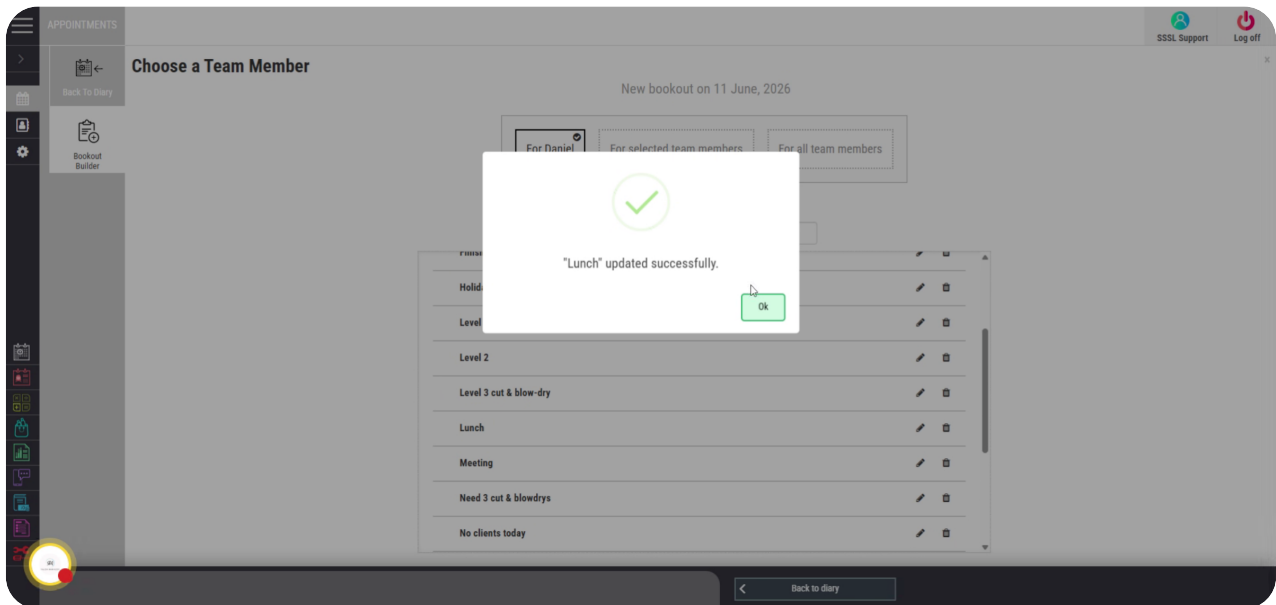 APPOINTMENTS
SSSL Support
Log off
Back To Diary
Bookout
Builder
Choose a Team Member
x
New bookout on 11 June, 2026
For Daniel
For selected team members
For all team members
"Lunch" updated successfully.
Ok
Level
Level 2
Level 3 cut & blow-dry
Lunch
Meeting
Need 3 cut & blowdrys
No clients today
Back to diary